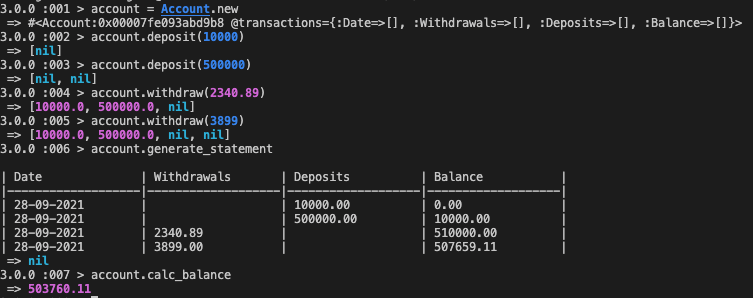 3.0.0 :001 > account = Account.new
 => #<Account:0x00007fe093abd9b8 @transactions={:Date=>[], :Withdrawals=>[], :Deposits=>[], :Balance=>[]}>
3.0.0 :002 > account.deposit(10000)
 => [nil]
3.0.0 :003 > account.deposit(500000)
 => [nil, nil]
3.0.0 :004 > account.withdraw(2340.89)
 => [10000.0, 500000.0, nil]
3.0.0 :005 > account.withdraw(3899)
 => [10000.0, 500000.0, nil, nil]
3.0.0 :006 > account.generate_statement
| Date | Withdrawals | Deposits | Balance |
|-------------------|-------------------|-------------------|-------------------|
| 28-09-2021 | | 10000.00 | 0.00 |
| 28-09-2021 | | 500000.00 | 10000.00 |
| 28-09-2021 | 2340.89 | | 510000.00 |
| 28-09-2021 | 3899.00 | | 507659.11 |
 => nil
3.0.0 :007 > account.calc_balance
 => 503760.11